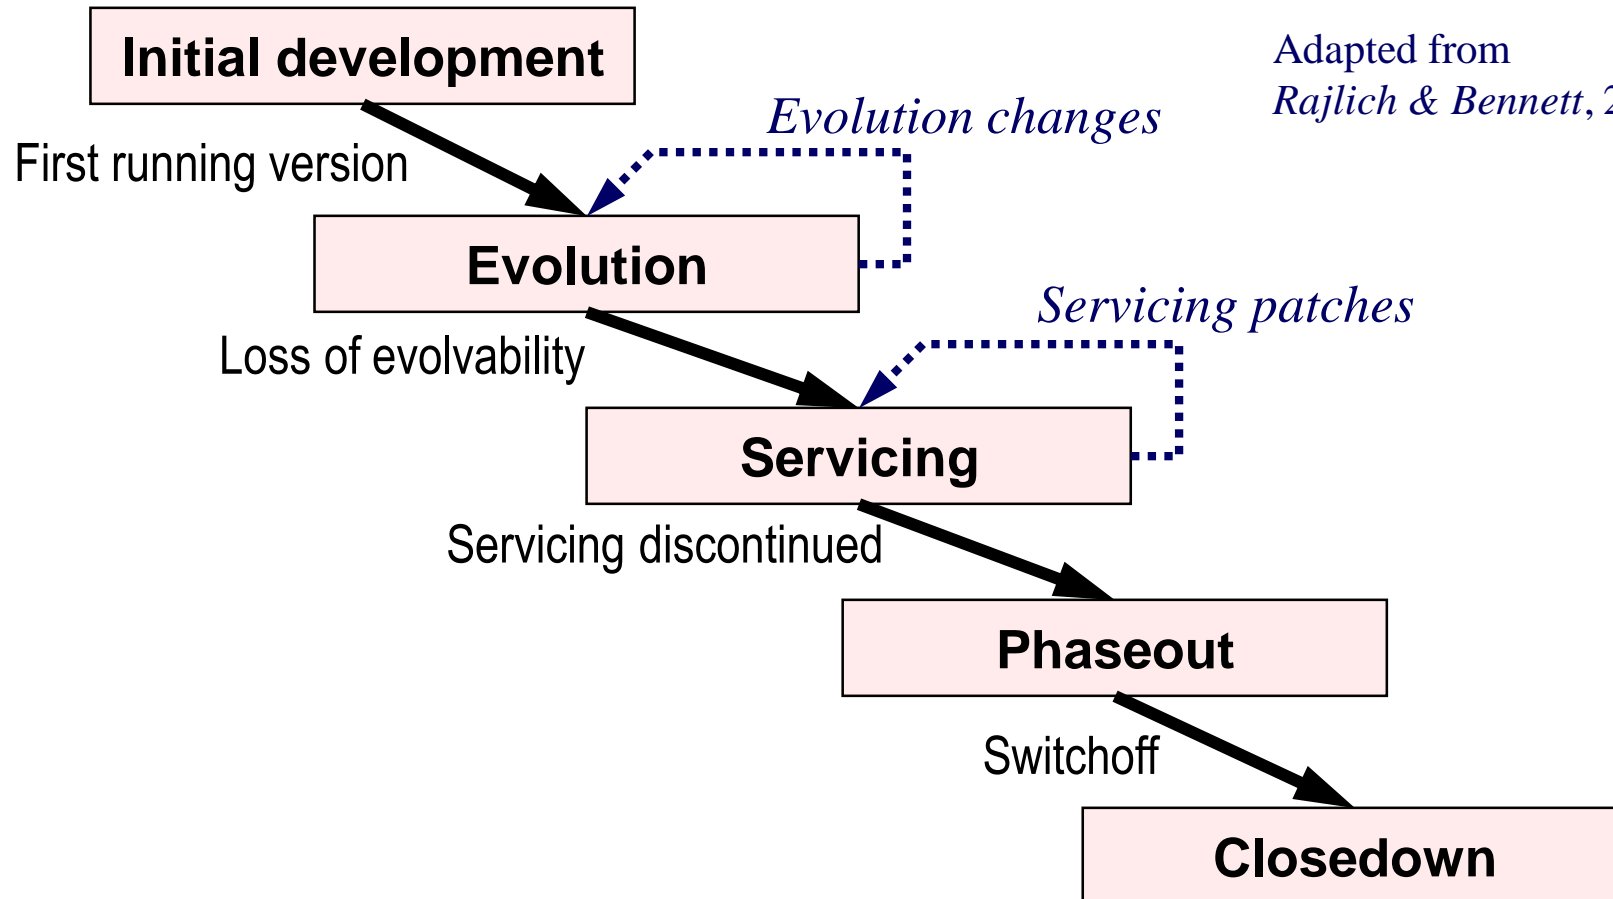 Initial development
Adapted from
Rajlich & Bennett, 2
Evolution changes
First running version
Evolution
Servicing patches
Loss of evolvability
Servicing
Servicing discontinued
Phaseout
Switchoff
Closedown